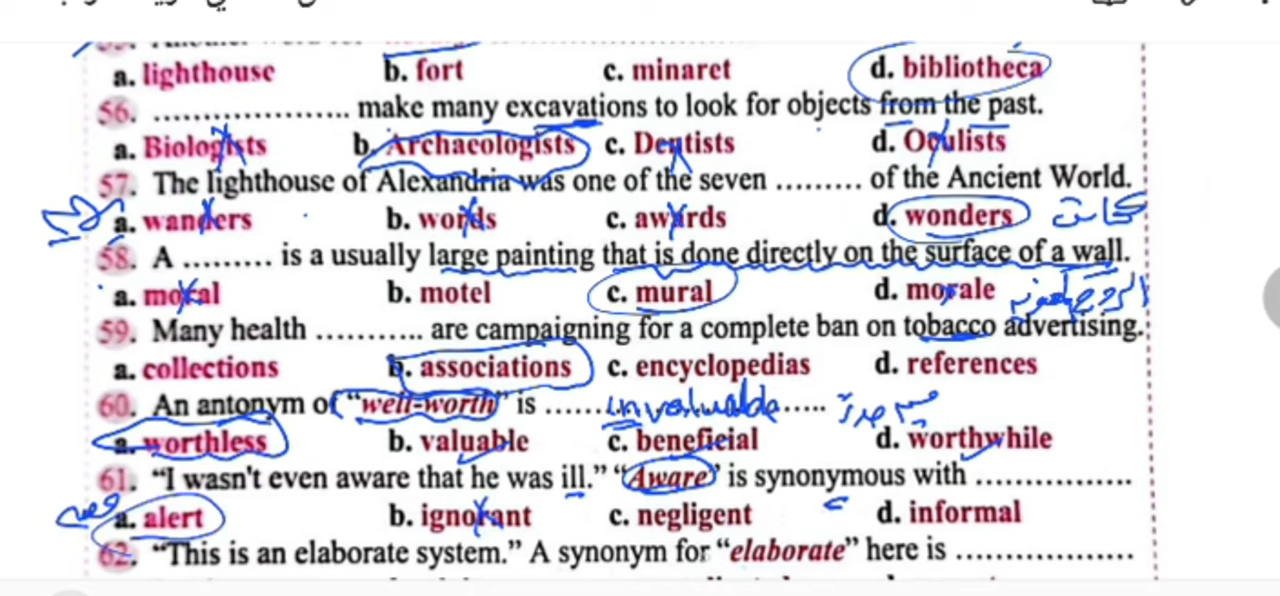 a. lighthouse b. fort c. minaret d. bibliotheca
56. .................. make many excavations to look for objects from the past.
a. Biologists b. Archaeologists c. Dentists d. Oculists
57. The lighthouse of Alexandria was one of the seven ......... of the Ancient World.
a. wanders b. words c. awards d. wonders
58. A ......... is a usually large painting that is done directly on the surface of a wall.
a. moral b. motel c. mural d. morale
59. Many health ........... are campaigning for a complete ban on tobacco advertising.
a. collections b. associations c. encyclopedias d. references
60. An antonym of "well-worth" is ...... invaluable .....
a. worthless b. valuable c. beneficial d. worthwhile
61. "I wasn't even aware that he was ill." "Aware" is synonymous with ................
a. alert b. ignorant c. negligent d. informal
62. "This is an elaborate system." A synonym for "elaborate" here is ..................